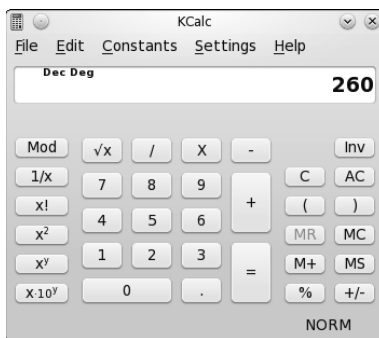 KCalc
File Edit Constants Settings Help
Dec Deg
260
Mod √x / X - Inv
1/x 7 8 9 + C AC
x! 4 5 6 ( )
x² MR MC
xʸ 1 2 3 = M+ MS
x·10ʸ 0 . % +/-
NORM